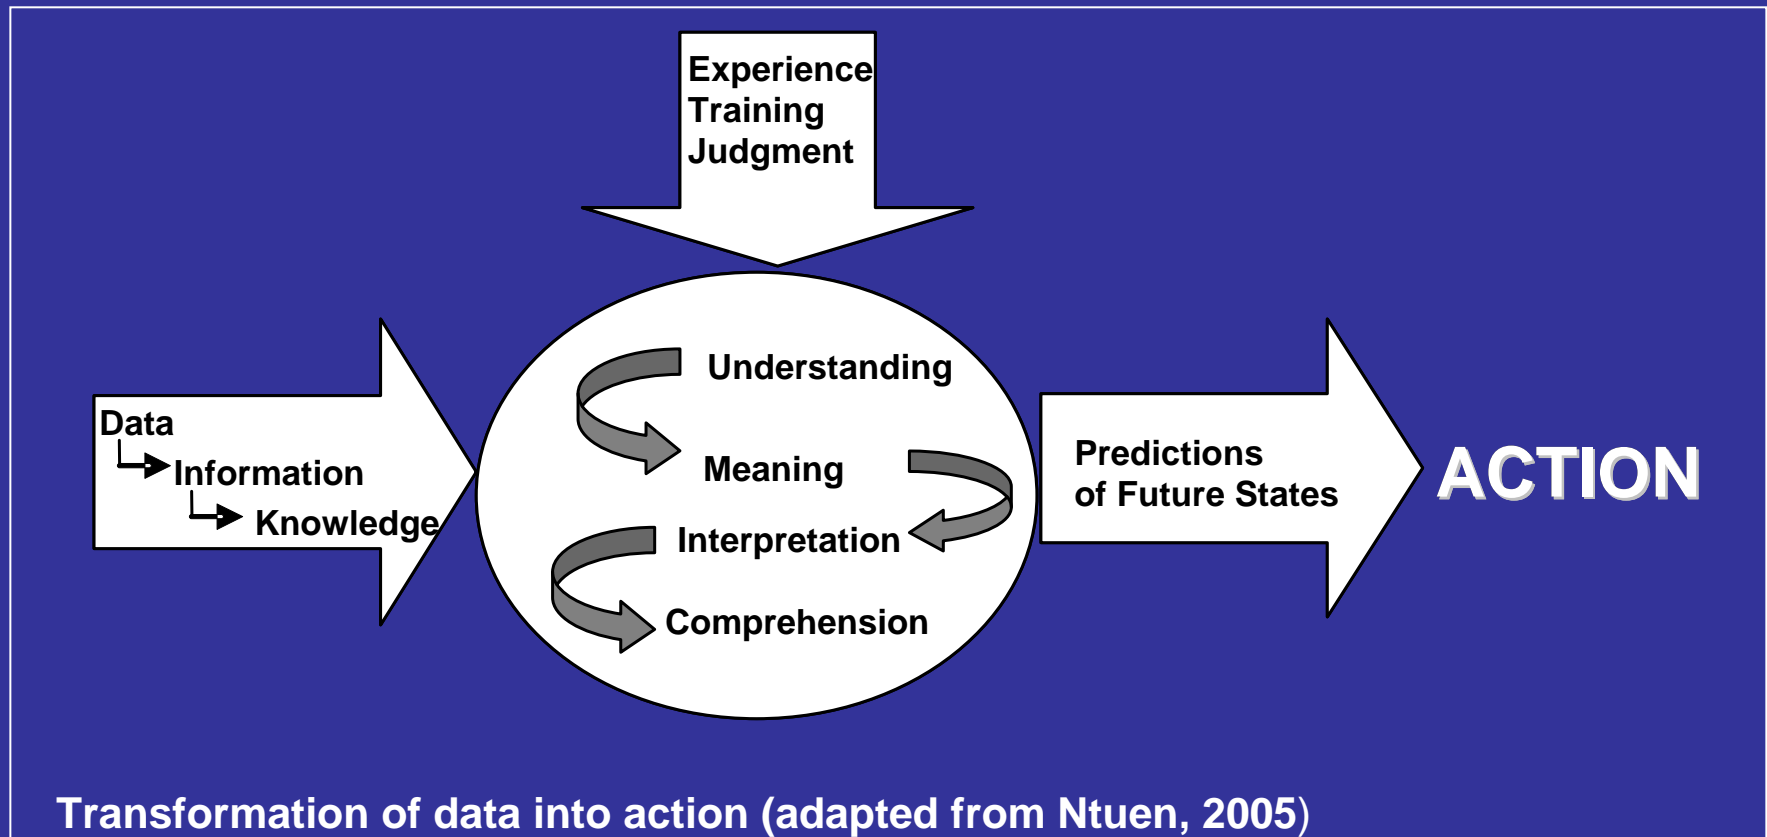 Experience
Training
Judgment
Data
Information
Knowledge
Understanding
Meaning
Interpretation
Comprehension
Predictions
of Future States
ACTION
Transformation of data into action (adapted from Ntuen, 2005)